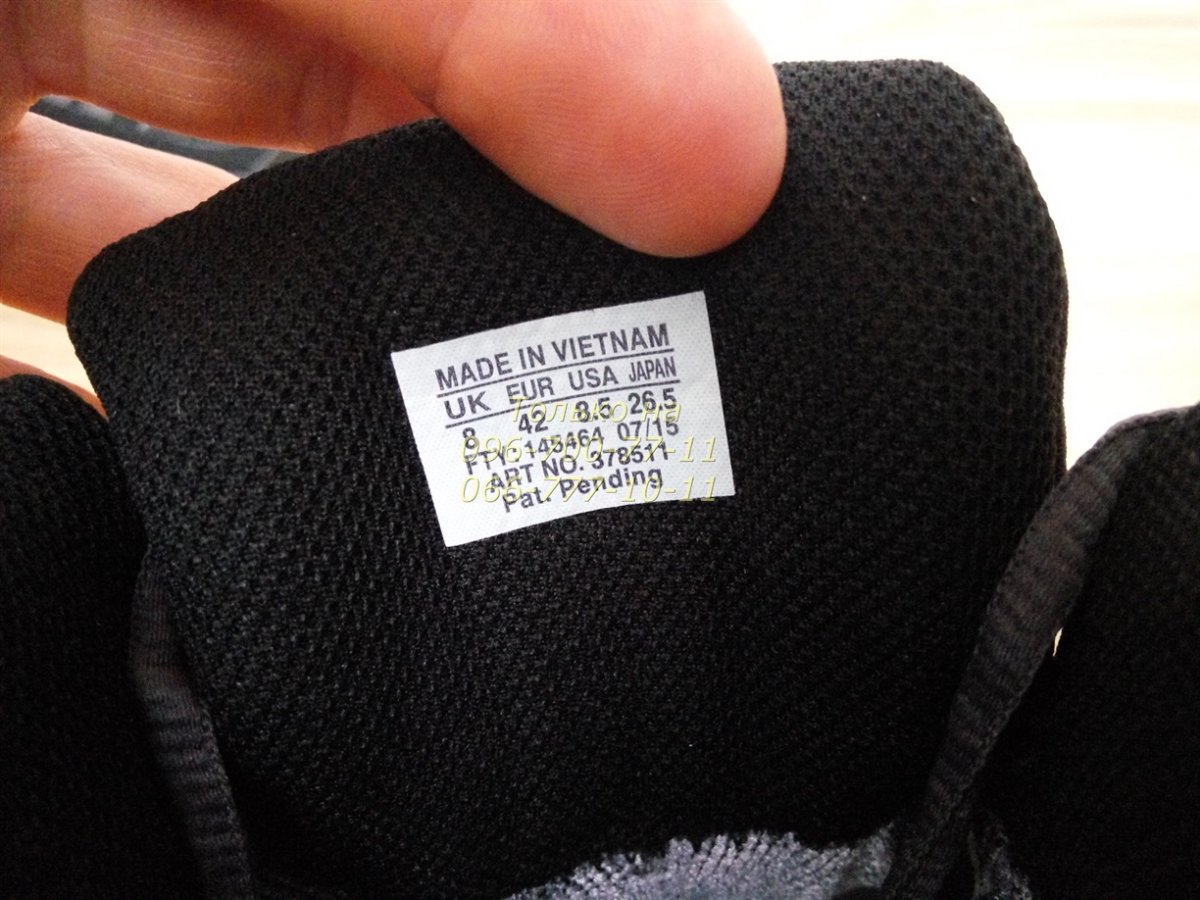 MADE IN VIETNAM
UK EUR USA JAPAN
8 42 8.5 26.5
FTY: 145464 07/15
ART NO. 378511
Pat. Pending
Только на
096-700-77-11
066-777-10-11